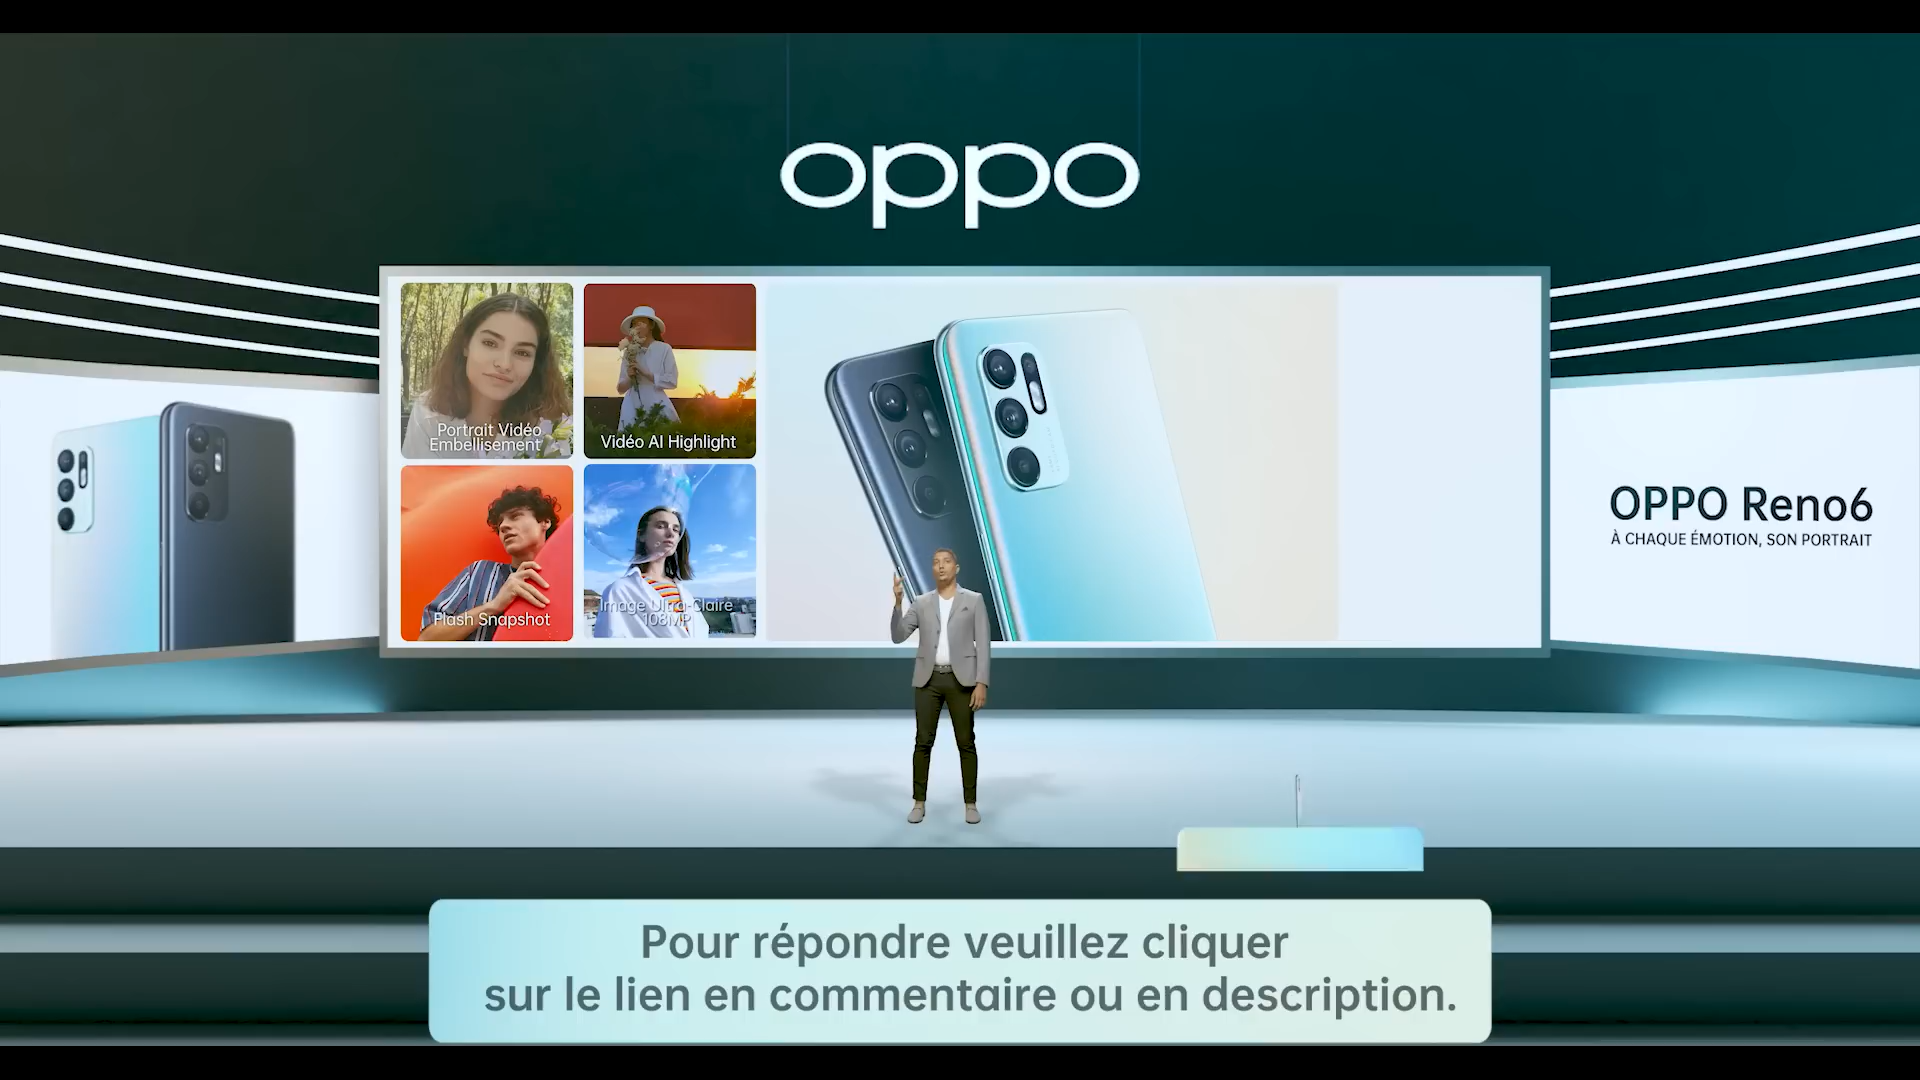 oppo
Portrait Vidéo
Embellisement
Vidéo AI Highlight
Flash Snapshot
Image Ultra-Claire
108MP
OPPO Reno6
À CHAQUE ÉMOTION, SON PORTRAIT
Pour répondre veuillez cliquer
sur le lien en commentaire ou en description.